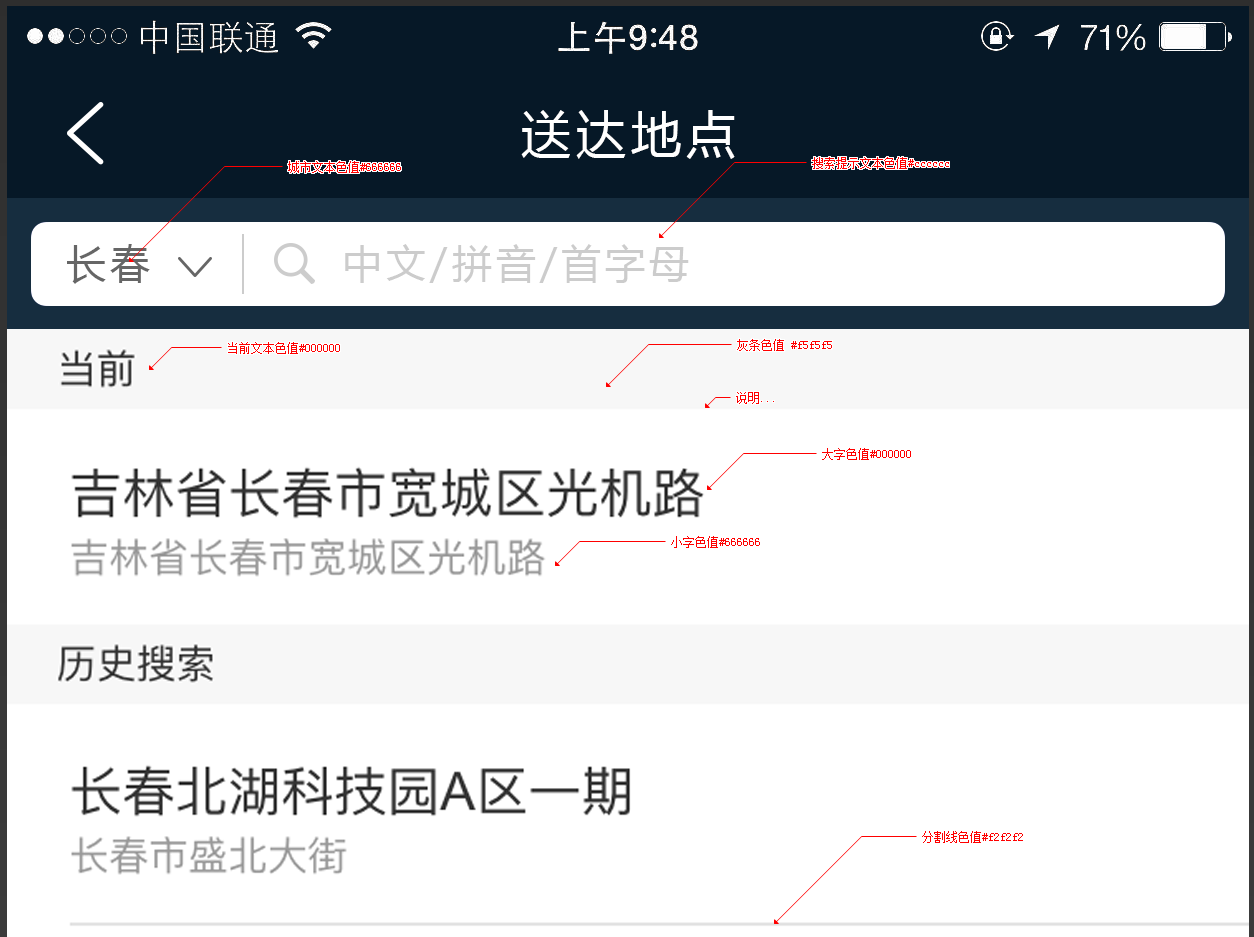 中国联通 上午9:48 71%
送达地点
城市文本色值#666666
搜索提示文本色值#cccccc
长春 中文/拼音/首字母
当前
当前文本色值#000000
灰条色值 #f5f5f5
说明...
大字色值#000000
吉林省长春市宽城区光机路
小字色值#666666
吉林省长春市宽城区光机路
历史搜索
长春北湖科技园A区一期
分割线色值#f2f2f2
长春市盛北大街